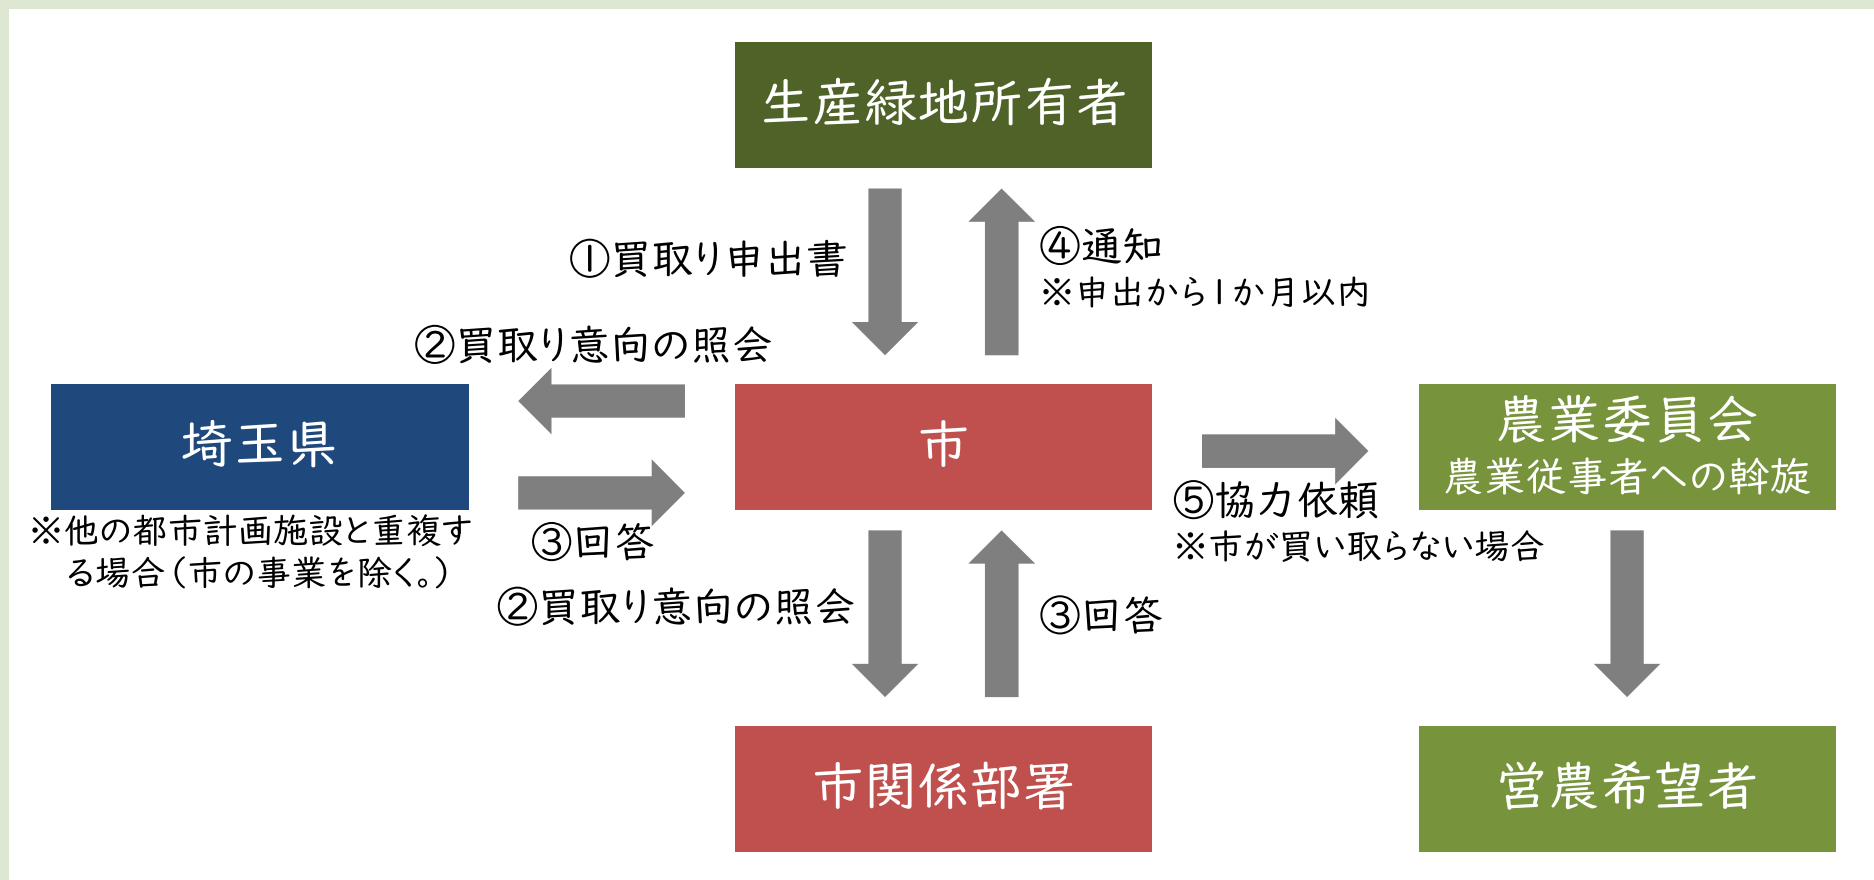 生産緑地所有者
①買取り申出書
④通知
※申出から1か月以内
②買取り意向の照会
埼玉県
市
農業委員会
農業従事者への斡旋
※他の都市計画施設と重複す
る場合(市の事業を除く。)
③回答
⑤協力依頼
※市が買い取らない場合
②買取り意向の照会
③回答
市関係部署
営農希望者